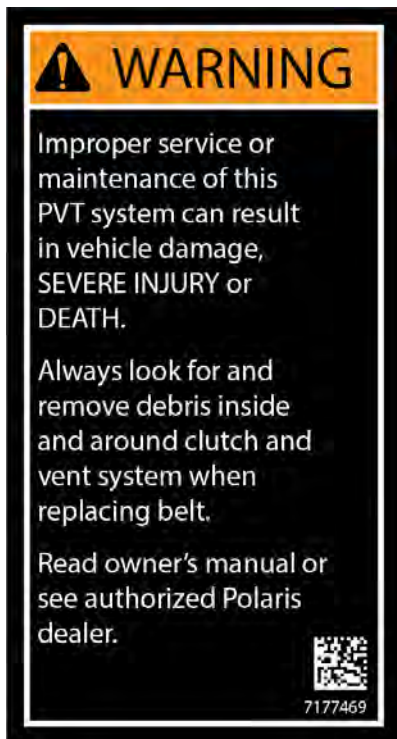 WARNING
Improper service or
maintenance of this
PVT system can result
in vehicle damage,
SEVERE INJURY or
DEATH.
Always look for and
remove debris inside
and around clutch and
vent system when
replacing belt.
Read owner’s manual or
see authorized Polaris
dealer.
7177469